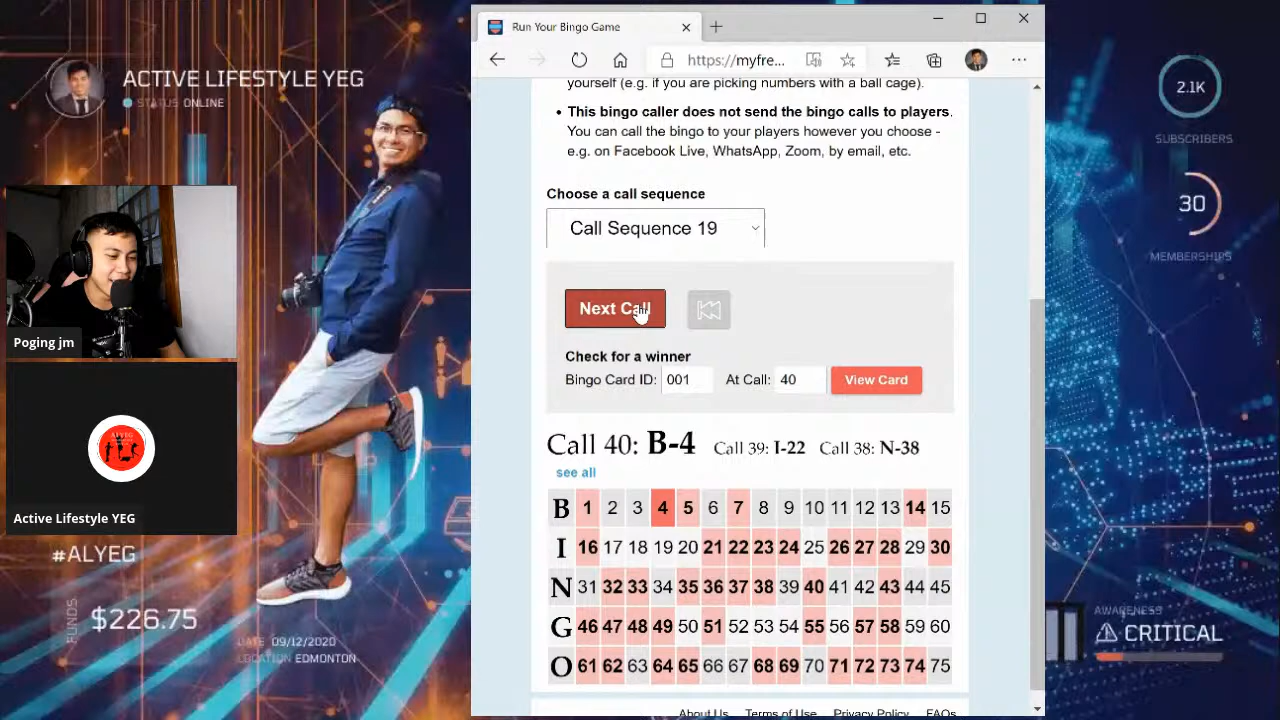 ACTIVE LIFESTYLE YEG
STATUS ONLINE
Poging jm
Active Lifestyle YEG
#ALYEG
FUNDS
$226.75
DATE 09/12/2020
LOCATION EDMONTON
Run Your Bingo Game
https://myfre...
yourself (e.g. if you are picking numbers with a ball cage).
• This bingo caller does not send the bingo calls to players.
You can call the bingo to your players however you choose -
e.g. on Facebook Live, WhatsApp, Zoom, by email, etc.
Choose a call sequence
Call Sequence 19
Next Call
Check for a winner
Bingo Card ID: 001 At Call: 40 View Card
Call 40: B-4 Call 39: I-22 Call 38: N-38
see all
B 1 2 3 4 5 6 7 8 9 10 11 12 13 14 15
I 16 17 18 19 20 21 22 23 24 25 26 27 28 29 30
N 31 32 33 34 35 36 37 38 39 40 41 42 43 44 45
G 46 47 48 49 50 51 52 53 54 55 56 57 58 59 60
O 61 62 63 64 65 66 67 68 69 70 71 72 73 74 75
About Us Terms of Use Privacy Policy FAQs
2.1K
SUBSCRIBERS
30
MEMBERSHIPS
AWARENESS
CRITICAL